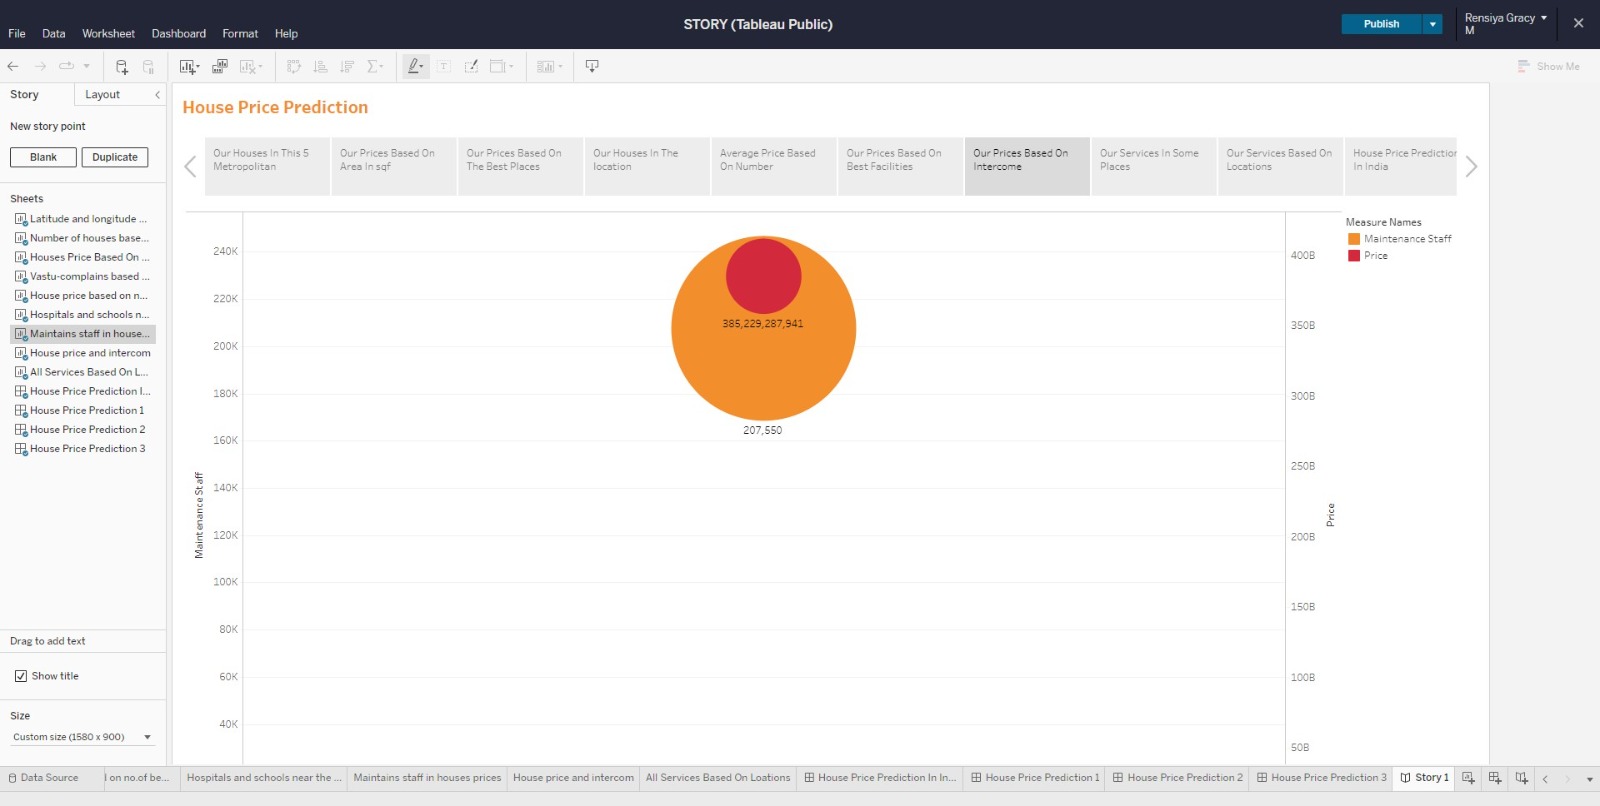 STORY (Tableau Public)
Publish
Rensiya Gracy
M
File
Data
Worksheet
Dashboard
Format
Help
Show Me
Story
Layout
New story point
Blank
Duplicate
Sheets
Latitude and longitude ...
Number of houses base...
Houses Price Based On ...
Vastu-complains based ...
House price based on n...
Hospitals and schools n...
Maintains staff in house...
House price and intercom
All Services Based On L...
House Price Prediction I...
House Price Prediction 1
House Price Prediction 2
House Price Prediction 3
Drag to add text
Show title
Size
Custom size (1580 x 900)
House Price Prediction
Our Houses In This 5
Metropolitan
Our Prices Based On
Area In sqf
Our Prices Based On
The Best Places
Our Houses In The
location
Average Price Based
On Number
Our Prices Based On
Best Facilities
Our Prices Based On
Intercome
Our Services In Some
Places
Our Services Based On
Locations
House Price Prediction
In India
Maintenance Staff
240K
220K
200K
180K
160K
140K
120K
100K
80K
60K
40K
385,229,287,941
207,550
400B
350B
300B
250B
200B
150B
100B
50B
Price
Measure Names
Maintenance Staff
Price
Data Source
l on no.of be...
Hospitals and schools near the ...
Maintains staff in houses prices
House price and intercom
All Services Based On Loations
House Price Prediction In In...
House Price Prediction 1
House Price Prediction 2
House Price Prediction 3
Story 1